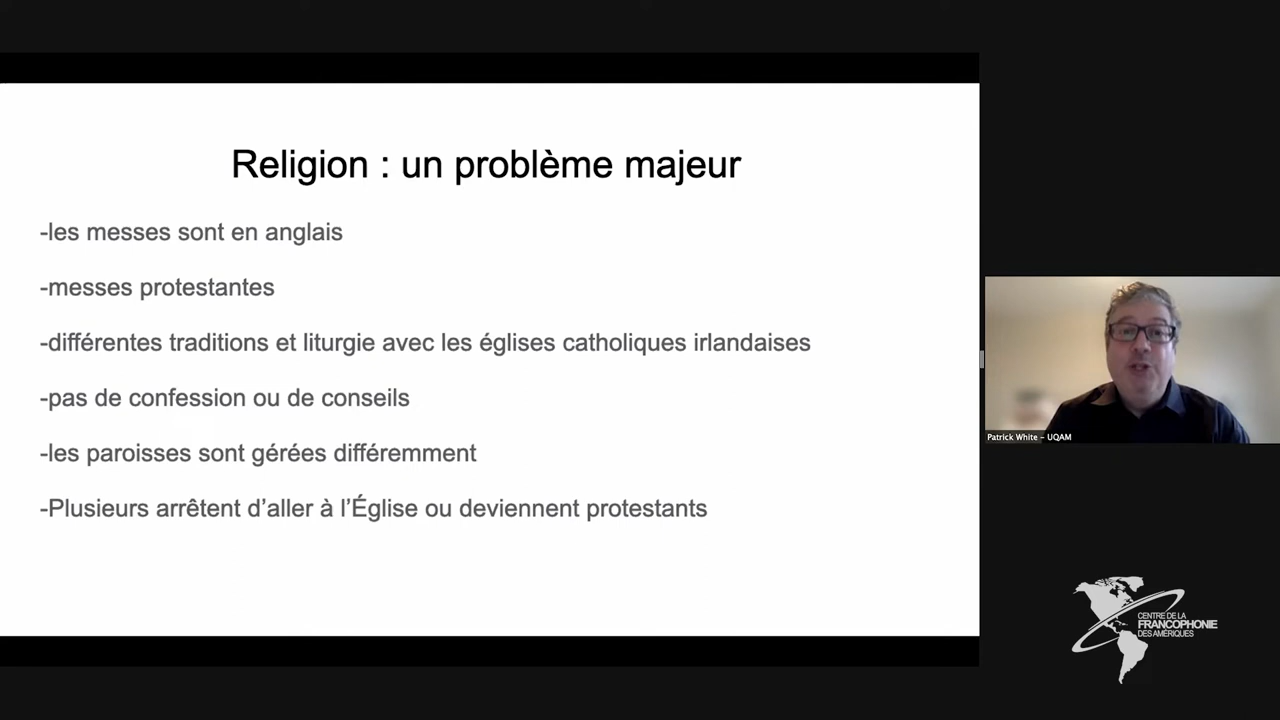 Religion : un problème majeur
-les messes sont en anglais
-messes protestantes
-différentes traditions et liturgie avec les églises catholiques irlandaises
-pas de confession ou de conseils
-les paroisses sont gérées différemment
-Plusieurs arrêtent d’aller à l’Église ou deviennent protestants
Patrick White – UQAM
CENTRE DE LA
FRANCOPHONIE
DES AMÉRIQUES